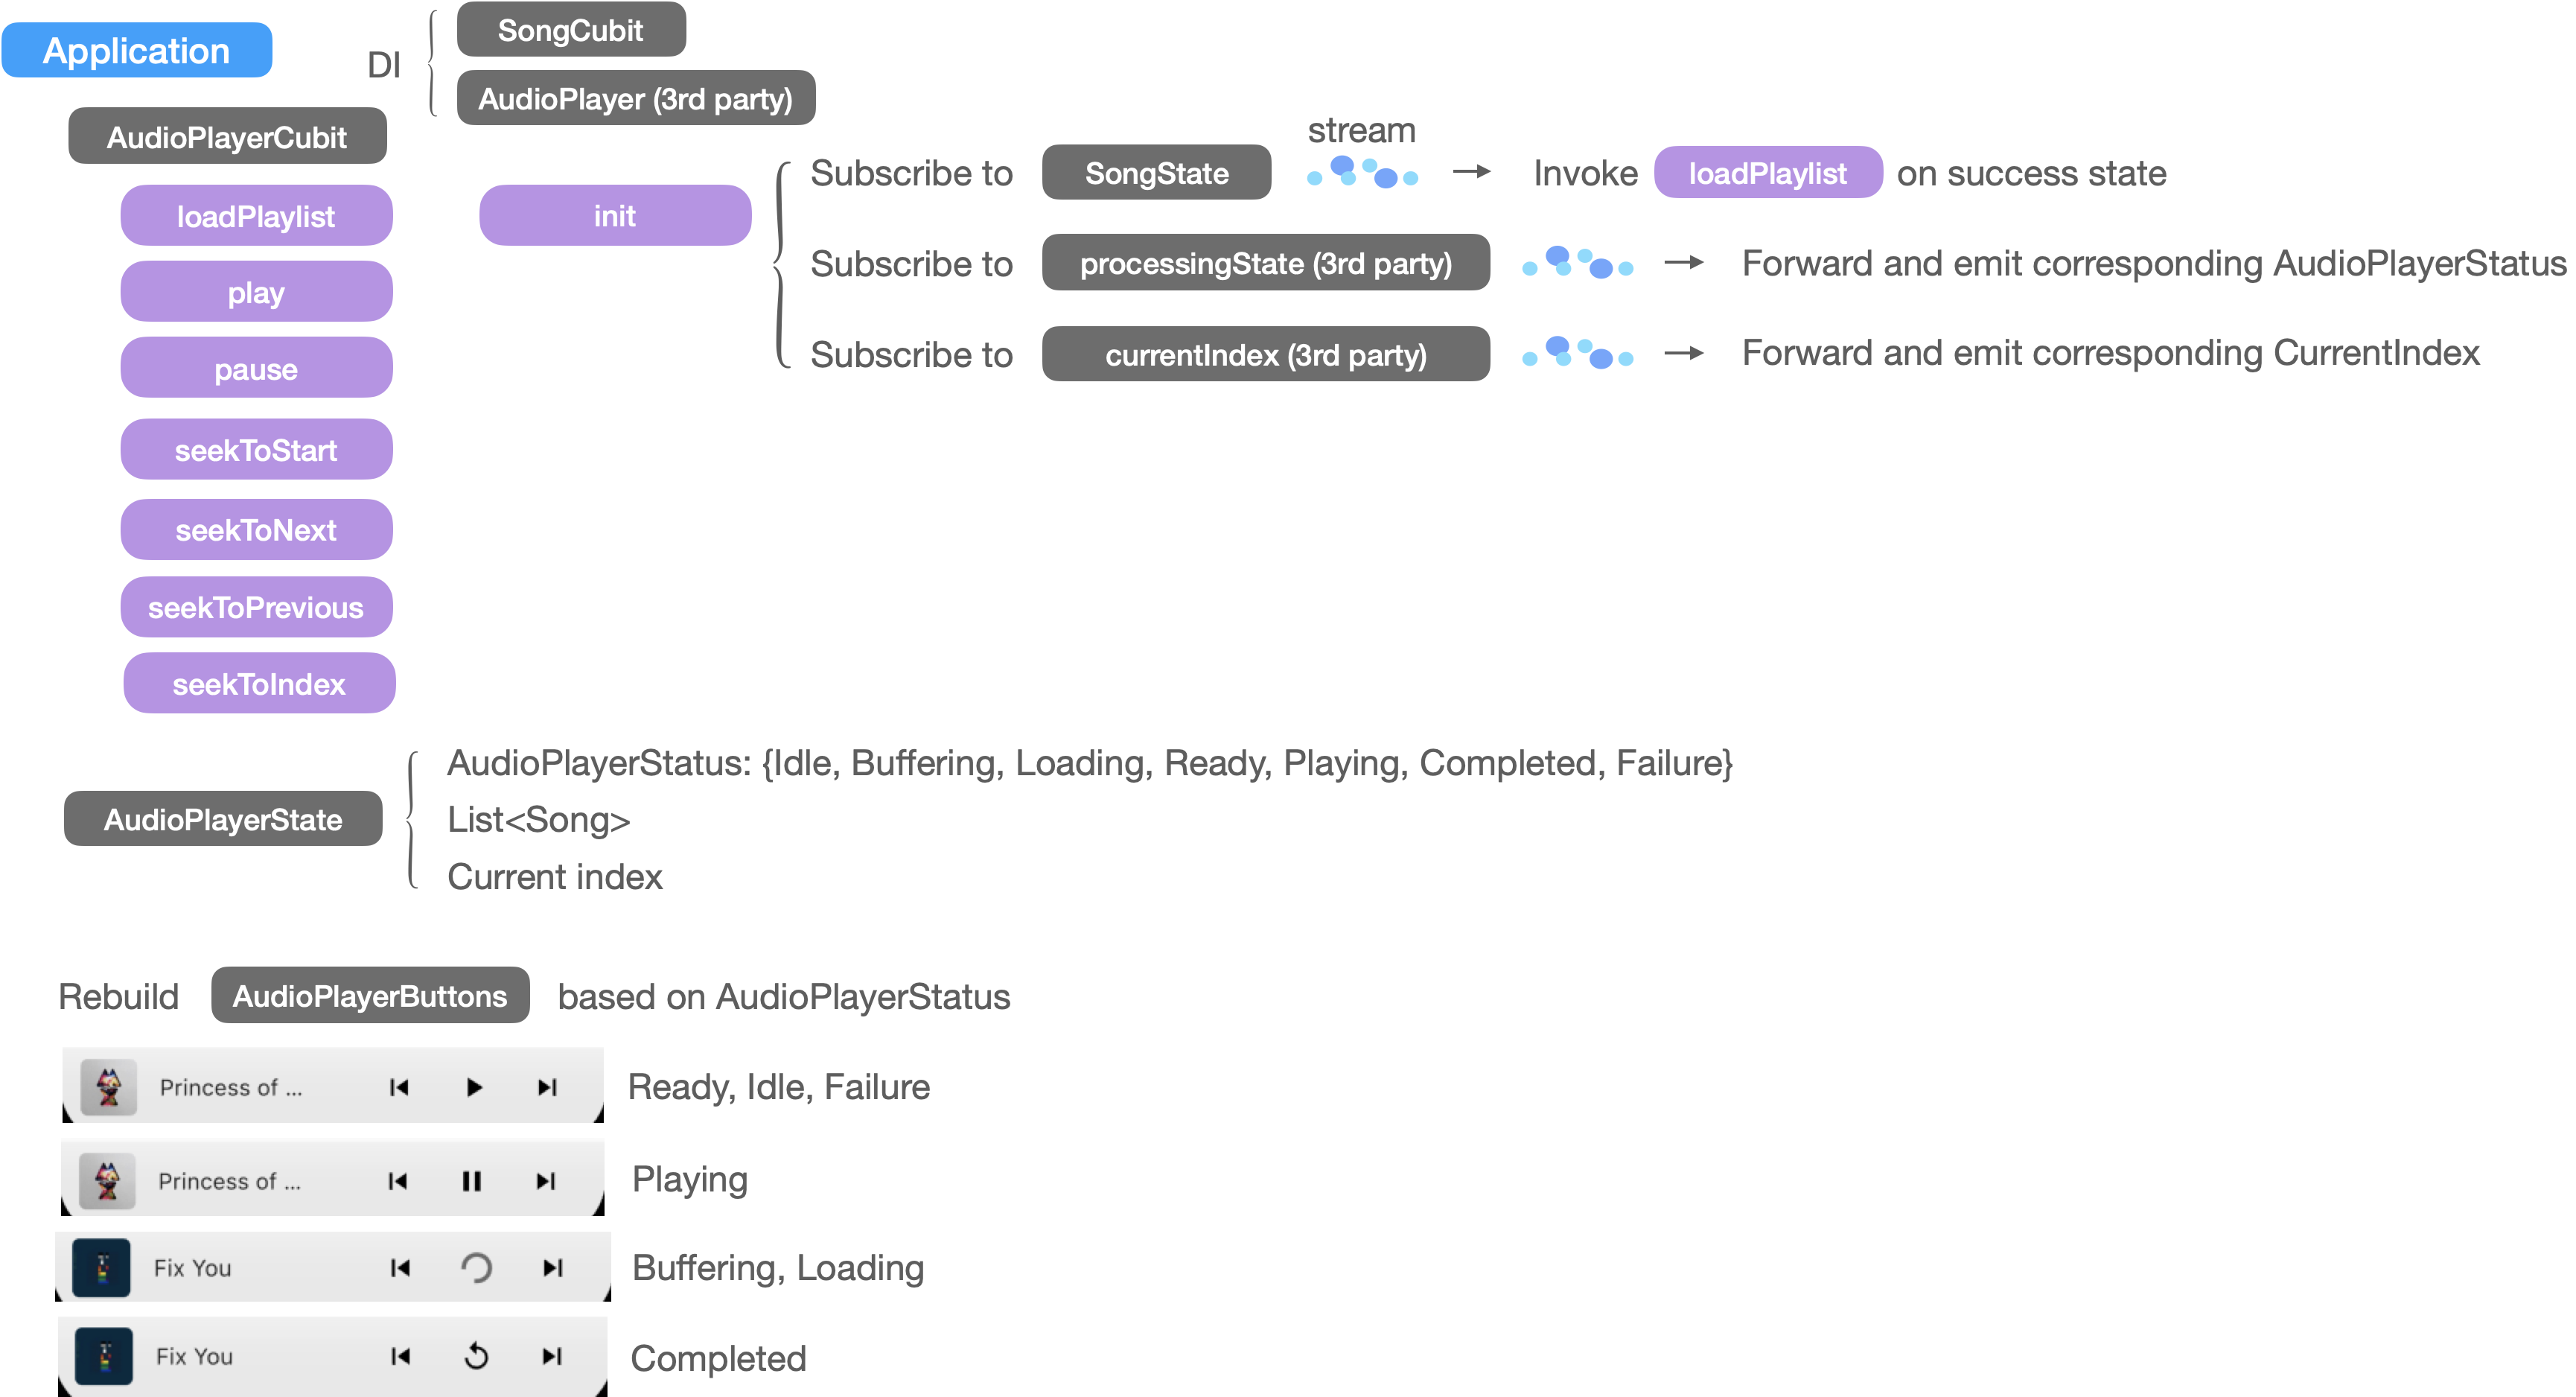 Application
DI
SongCubit
AudioPlayer (3rd party)
AudioPlayerCubit
loadPlaylist
play
pause
seekToStart
seekToNext
seekToPrevious
seekToIndex
init
stream
Subscribe to SongState Invoke loadPlaylist on success state
Subscribe to processingState (3rd party) Forward and emit corresponding AudioPlayerStatus
Subscribe to currentIndex (3rd party) Forward and emit corresponding CurrentIndex
AudioPlayerState
AudioPlayerStatus: {Idle, Buffering, Loading, Ready, Playing, Completed, Failure}
List<Song>
Current index
Rebuild AudioPlayerButtons based on AudioPlayerStatus
Princess of ... Ready, Idle, Failure
Princess of ... Playing
Fix You Buffering, Loading
Fix You Completed